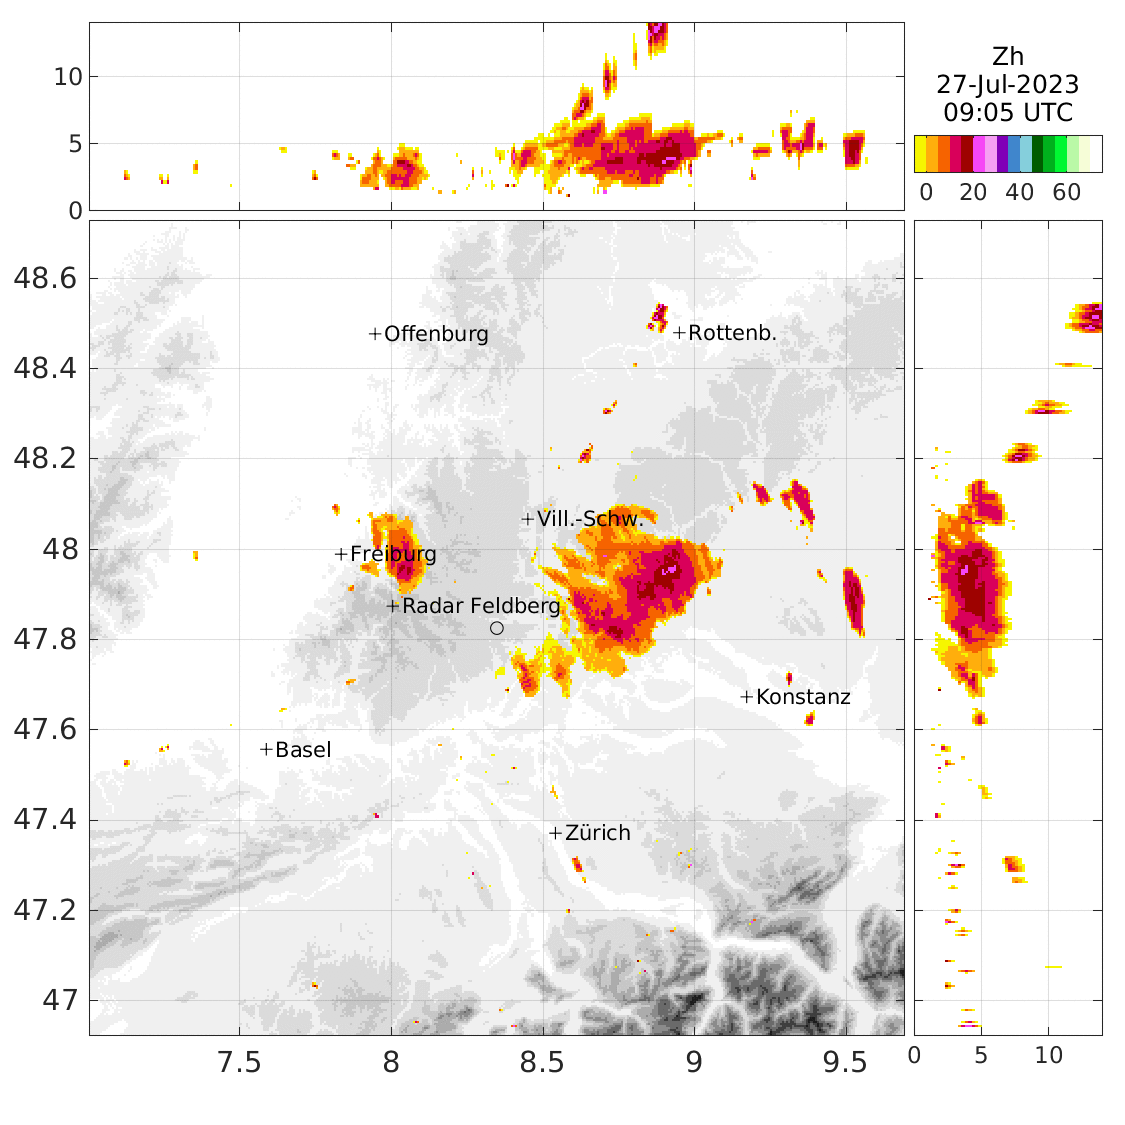 10
5
0
Zh
27-Jul-2023
09:05 UTC
0 20 40 60
48.6
48.4
48.2
48
47.8
47.6
47.4
47.2
47
+Offenburg
+Rottenb.
+Vill.-Schw.
+Freiburg
+Radar Feldberg
+Konstanz
+Basel
+Zürich
7.5 8 8.5 9 9.5
0 5 10